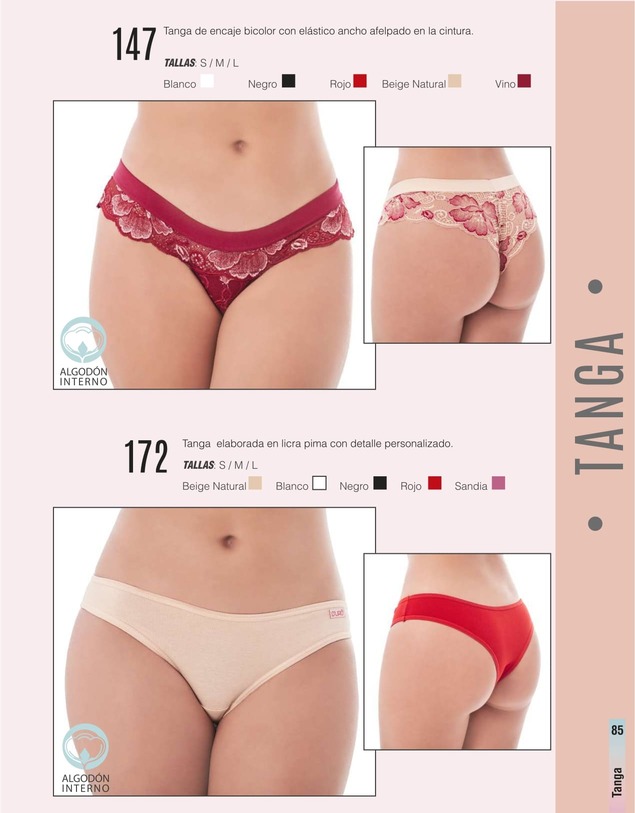 147
Tanga de encaje bicolor con elástico ancho afelpado en la cintura.
TALLAS: S / M / L
Blanco Negro Rojo Beige Natural Vino
ALGODÓN
INTERNO
172
Tanga elaborada en licra pima con detalle personalizado.
TALLAS: S / M / L
Beige Natural Blanco Negro Rojo Sandia
ALGODÓN
INTERNO
• TANGA •
85
Tanga